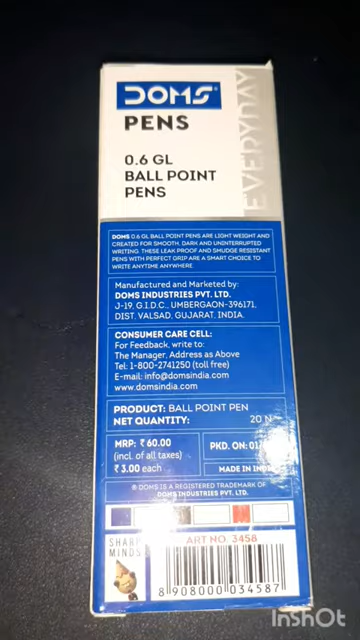 DOMS®
PENS
0.6 GL
BALL POINT
PENS
EVERYDAY
DOMS 0.6 GL BALL POINT PENS ARE LIGHT WEIGHT AND
CREATED FOR SMOOTH, DARK AND UNINTERRUPTED
WRITING. THESE LEAK PROOF AND SMUDGE RESISTANT
PENS WITH PERFECT GRIP ARE A SMART CHOICE TO
WRITE ANYTIME ANYWHERE.
Manufactured and Marketed by:
DOMS INDUSTRIES PVT. LTD.
J-19, G.I.D.C., UMBERGAON-396171,
DIST. VALSAD, GUJARAT, INDIA.
CONSUMER CARE CELL:
For Feedback, write to:
The Manager, Address as Above
Tel: 1-800-2741250 (toll free)
E-mail: info@domsindia.com
www.domsindia.com
PRODUCT: BALL POINT PEN
NET QUANTITY: 20
MRP: ₹ 60.00
(incl. of all taxes)
₹ 3.00 each
PKD. ON:
MADE IN
® DOMS IS A REGISTERED TRADEMARK OF
DOMS INDUSTRIES PVT. LTD.
SHARP
MINDS
ART NO. 3458
8 908000 034587
InShOt